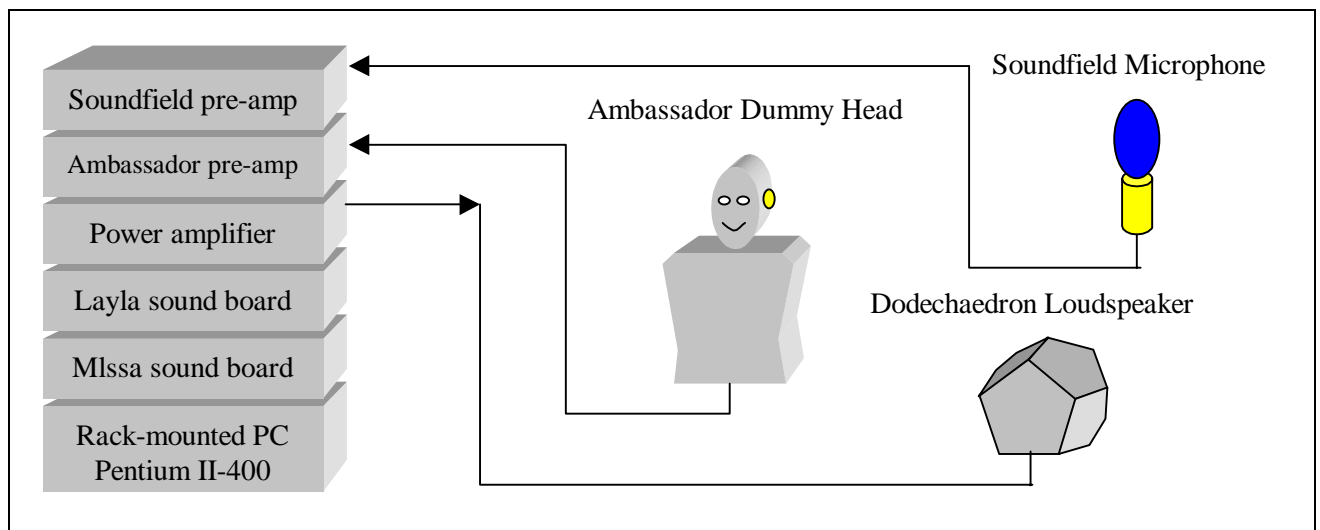 Soundfield pre-amp
Ambassador pre-amp
Power amplifier
Layla sound board
Mlssa sound board
Rack-mounted PC
Pentium II-400
Ambassador Dummy Head
Soundfield Microphone
Dodechaedron Loudspeaker